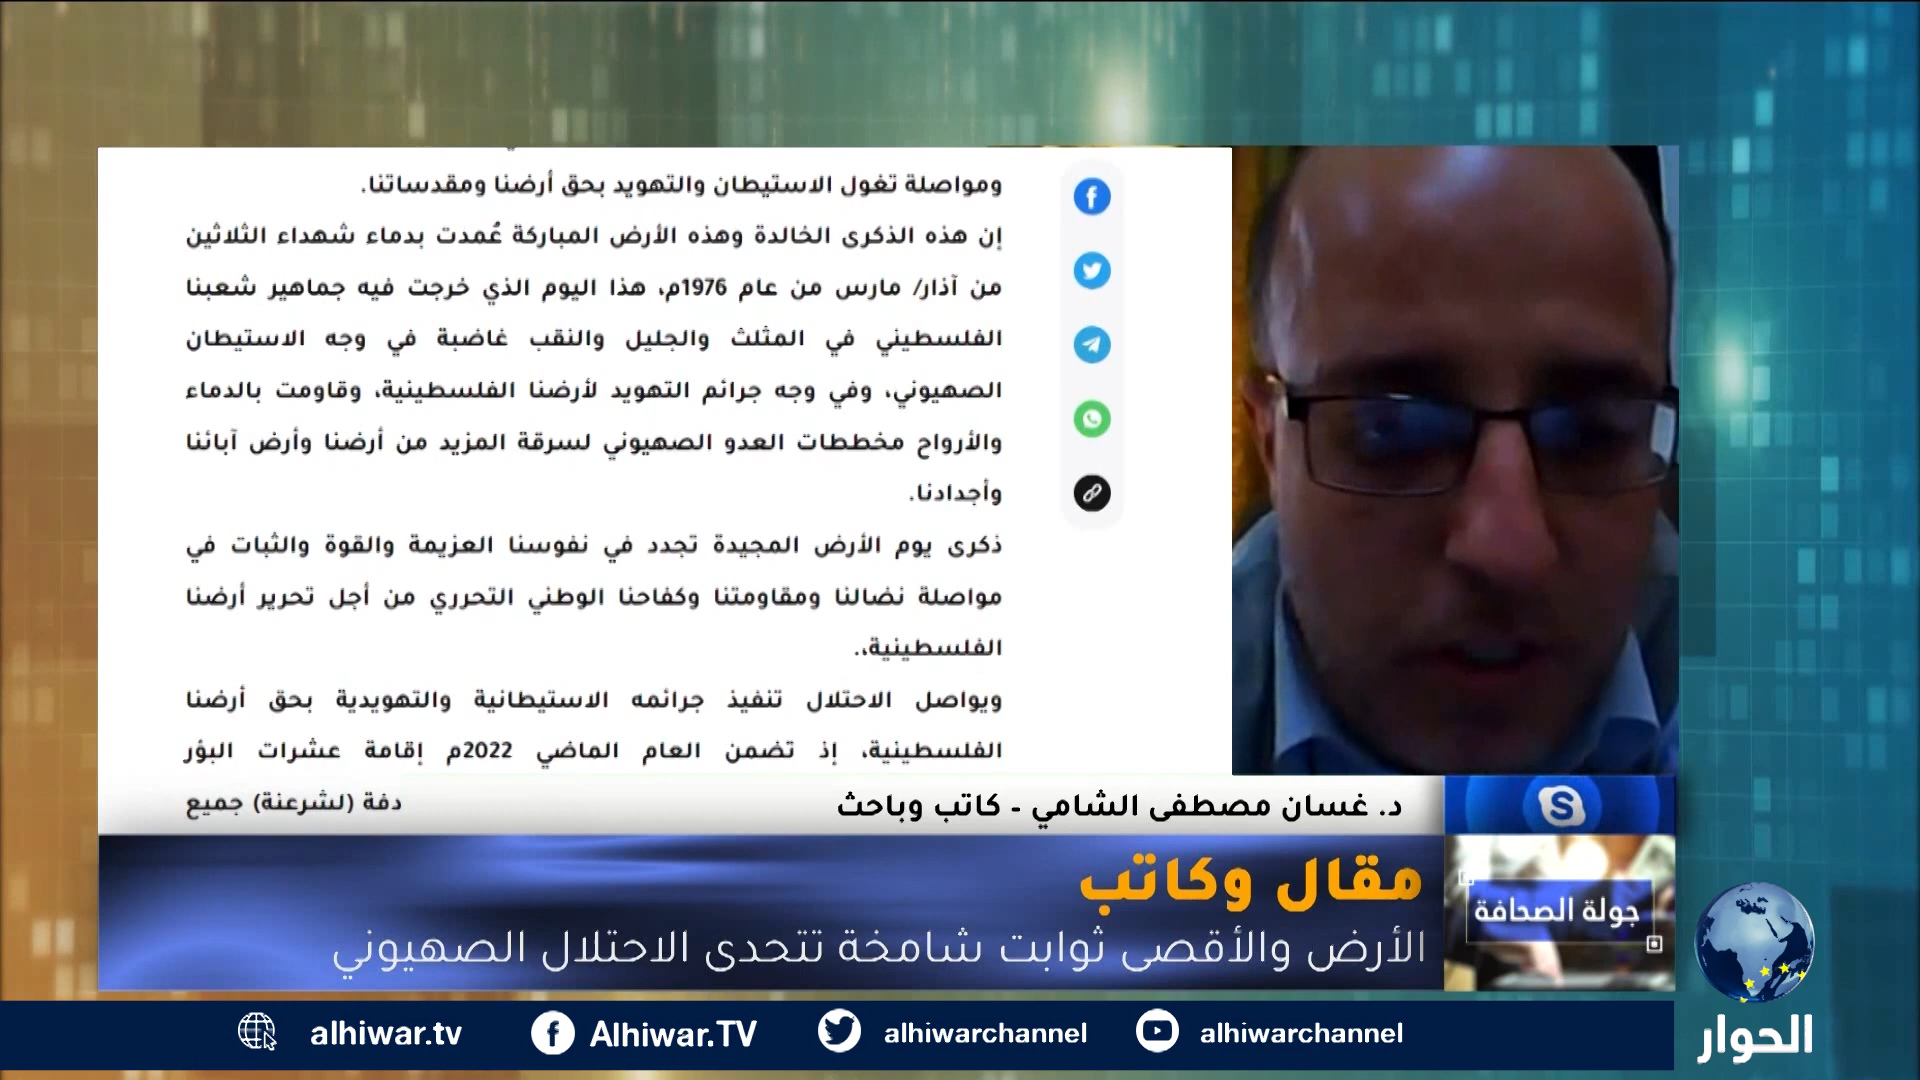 ومواصلة تغول الاستيطان والتهويد بحق أرضنا ومقدساتنا.
إن هذه الذكرى الخالدة وهذه الأرض المباركة عُمدت بدماء شهداء الثلاثين
من آذار/ مارس من عام 1976م، هذا اليوم الذي خرجت فيه جماهير شعبنا
الفلسطيني في المثلث والجليل والنقب غاضبة في وجه الاستيطان
الصهيوني، وفي وجه جرائم التهويد لأرضنا الفلسطينية، وقاومت بالدماء
والأرواح مخططات العدو الصهيوني لسرقة المزيد من أرضنا وأرض آبائنا
وأجدادنا.
ذكرى يوم الأرض المجيدة تجدد في نفوسنا العزيمة والقوة والثبات في
مواصلة نضالنا ومقاومتنا وكفاحنا الوطني التحرري من أجل تحرير أرضنا
الفلسطينية،.
ويواصل الاحتلال تنفيذ جرائمه الاستيطانية والتهويدية بحق أرضنا
الفلسطينية، إذ تضمن العام الماضي 2022م إقامة عشرات البؤر
دفة (لشرعنة) جميع
د. غسان مصطفى الشامي - كاتب وباحث
مقال وكاتب
الأرض والأقصى ثوابت شامخة تتحدى الاحتلال الصهيوني
جولة الصحافة
alhiwar.tv
Alhiwar.TV
alhiwarchannel
alhiwarchannel
الحوار